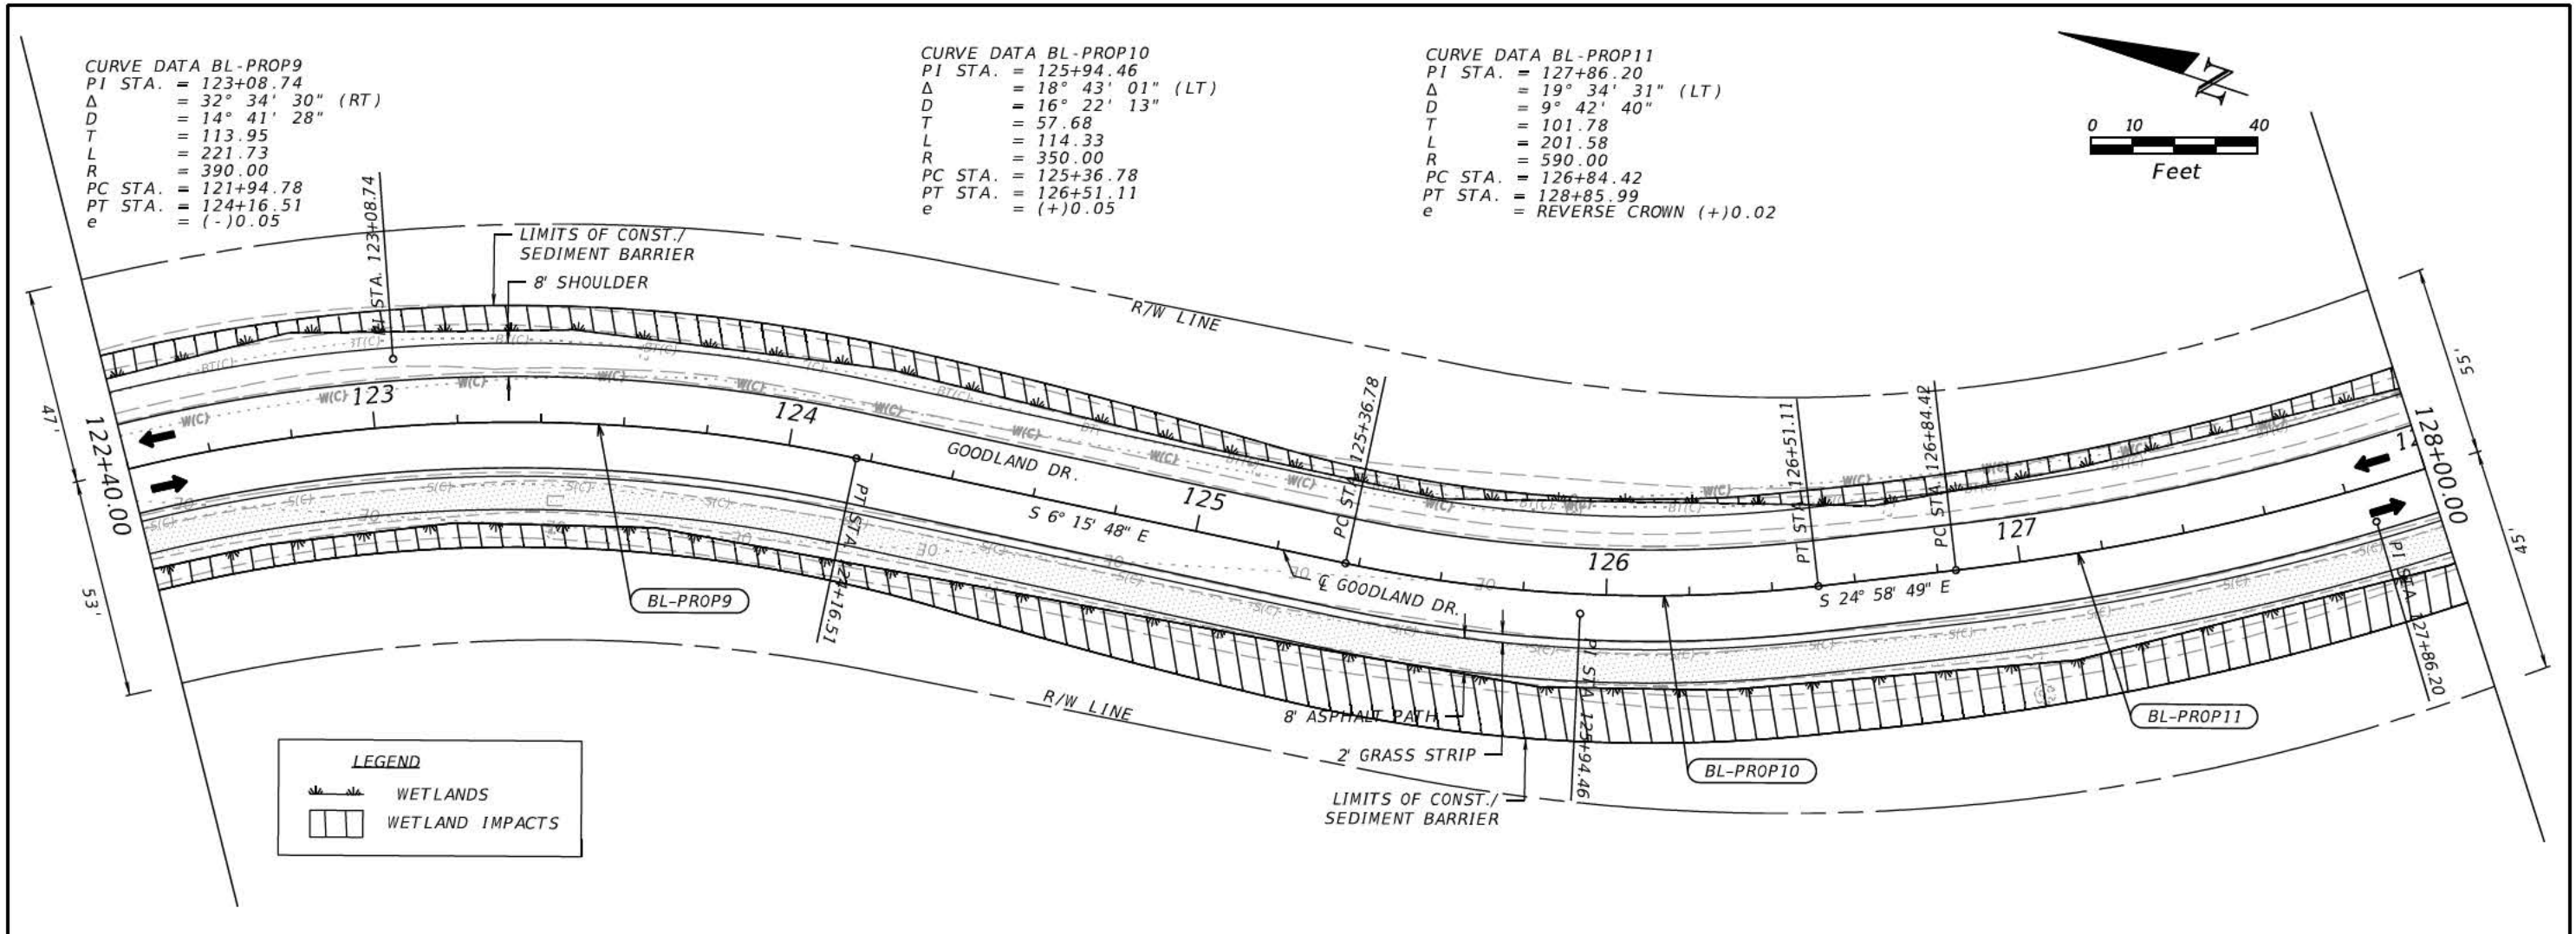 CURVE DATA BL-PROP9
PI STA. = 123+08.74
Δ = 32° 34' 30" (RT)
D = 14° 41' 28"
T = 113.95
L = 221.73
R = 390.00
PC STA. = 121+94.78
PT STA. = 124+16.51
e = (-)0.05
CURVE DATA BL-PROP10
PI STA. = 125+94.46
Δ = 18° 43' 01" (LT)
D = 16° 22' 13"
T = 57.68
L = 114.33
R = 350.00
PC STA. = 125+36.78
PT STA. = 126+51.11
e = (+)0.05
CURVE DATA BL-PROP11
PI STA. = 127+86.20
Δ = 19° 34' 31" (LT)
D = 9° 42' 40"
T = 101.78
L = 201.58
R = 590.00
PC STA. = 126+84.42
PT STA. = 128+85.99
e = REVERSE CROWN (+)0.02
N
0 10 40
Feet
PI STA. 123+08.74
LIMITS OF CONST./
SEDIMENT BARRIER
8' SHOULDER
R/W LINE
47'
53'
122+40.00
123
124
125
126
127
GOODLAND DR.
S 6° 15' 48" E
PT STA. 124+16.51
PC STA. 125+36.78
℄ GOODLAND DR.
PT STA. 126+51.11
PC STA. 126+84.42
S 24° 58' 49" E
128+00.00
55'
45'
PI STA. 127+86.20
PI STA. 125+94.46
BL-PROP9
BL-PROP10
BL-PROP11
R/W LINE
8' ASPHALT PATH
2' GRASS STRIP
LIMITS OF CONST./
SEDIMENT BARRIER
LEGEND
WETLANDS
WETLAND IMPACTS
BT(C)
W(C)
S(C)